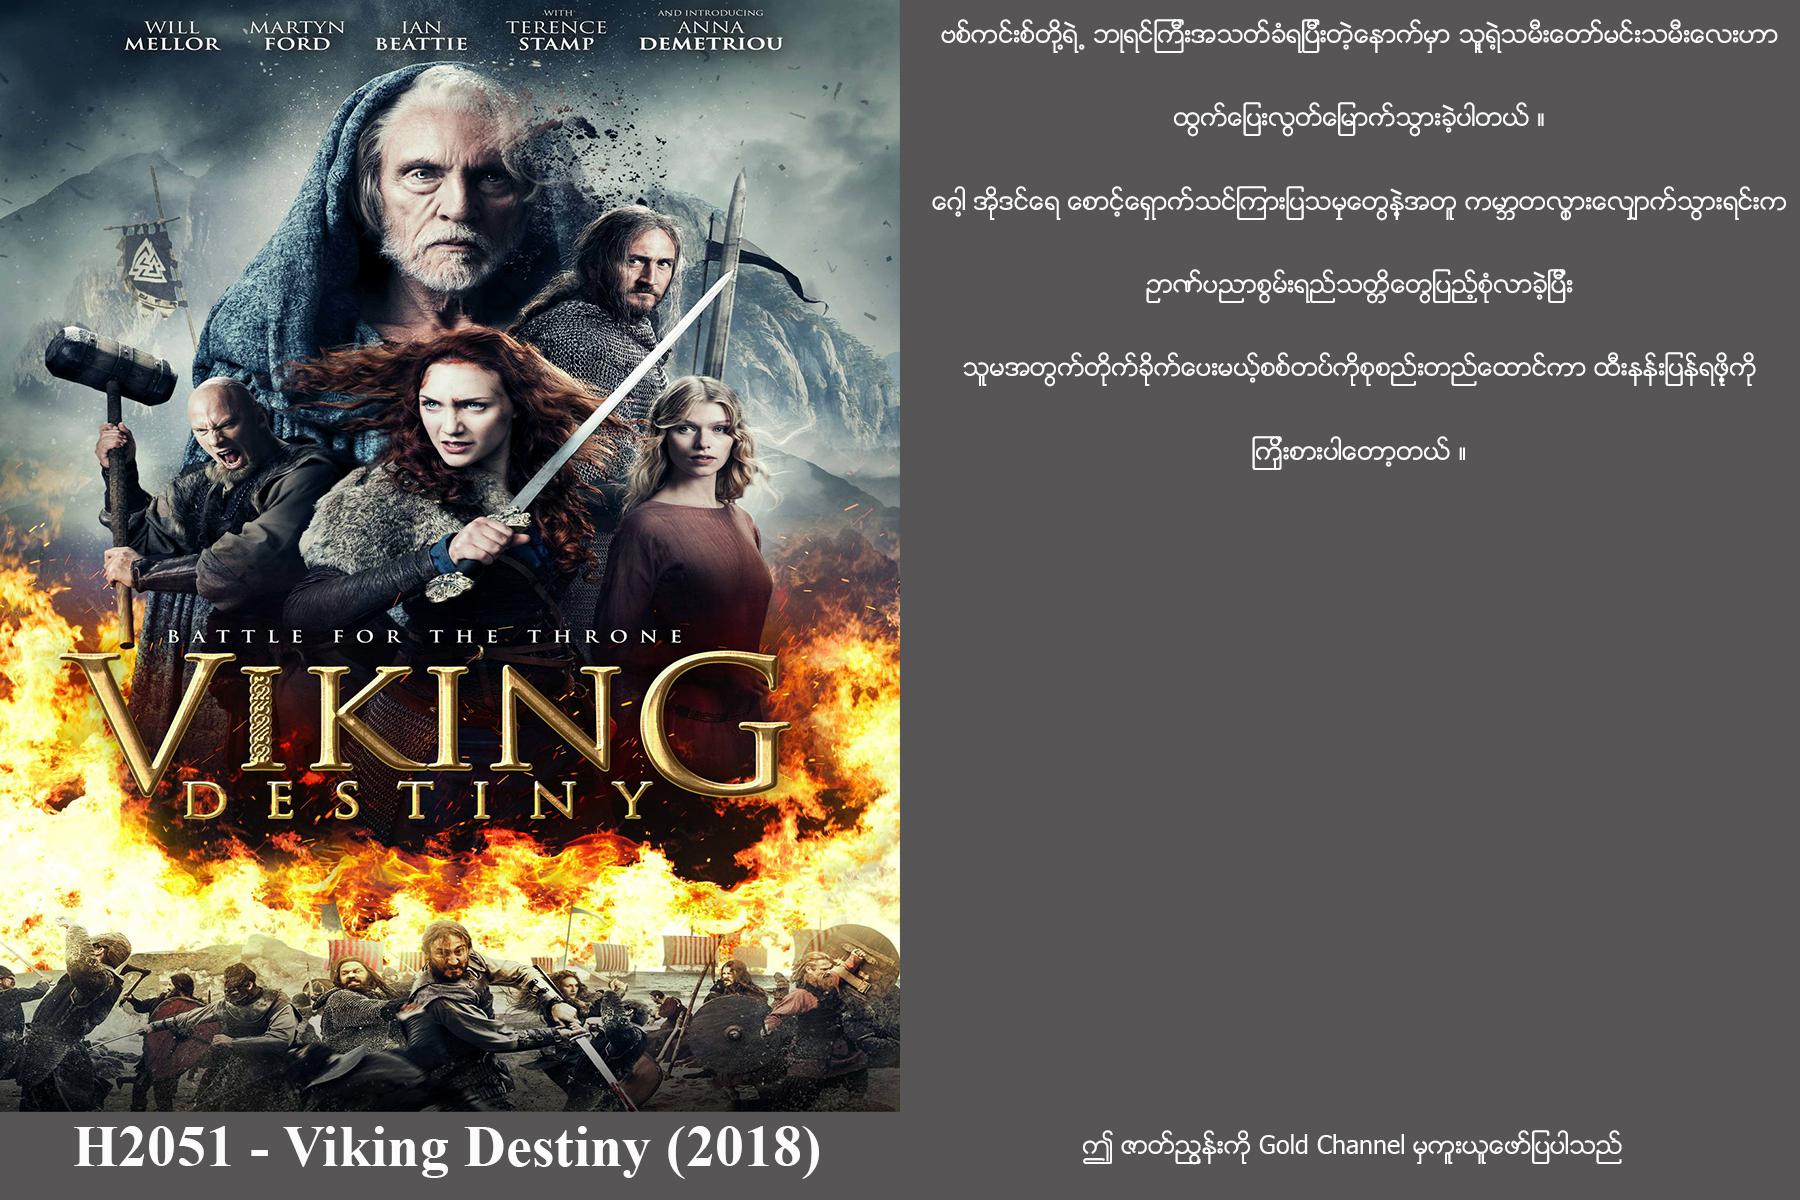 WILL MELLOR
MARTYN FORD
IAN BEATTIE
WITH TERENCE STAMP
AND INTRODUCING ANNA DEMETRIOU
BATTLE FOR THE THRONE
VIKING
DESTINY
H2051 - Viking Destiny (2018)
ဗစ်ကင်းစ်တို့ရဲ့ ဘုရင်ကြီးအသတ်ခံရပြီးတဲ့နောက်မှာ သူရဲ့သမီးတော်မင်းသမီးလေးဟာ
ထွက်ပြေးလွတ်မြောက်သွားခဲ့ပါတယ် ။
ဂေါ့ အိုဒင်ရေ စောင့်ရှောက်သင်ကြားပြသမှုတွေနဲ့အတူ ကမ္ဘာတလွှားလျှောက်သွားရင်းက
ဉာဏ်ပညာစွမ်းရည်သတ္တိတွေပြည့်စုံလာခဲ့ပြီး
သူမအတွက်တိုက်ခိုက်ပေးမယ့်စစ်တပ်ကိုစုစည်းတည်ထောင်ကာ ထီးနန်းပြန်ရဖို့ကို
ကြိုးစားပါတော့တယ် ။
ဤ ဇာတ်ညွှန်းကို Gold Channel မှကူးယူဖော်ပြပါသည်